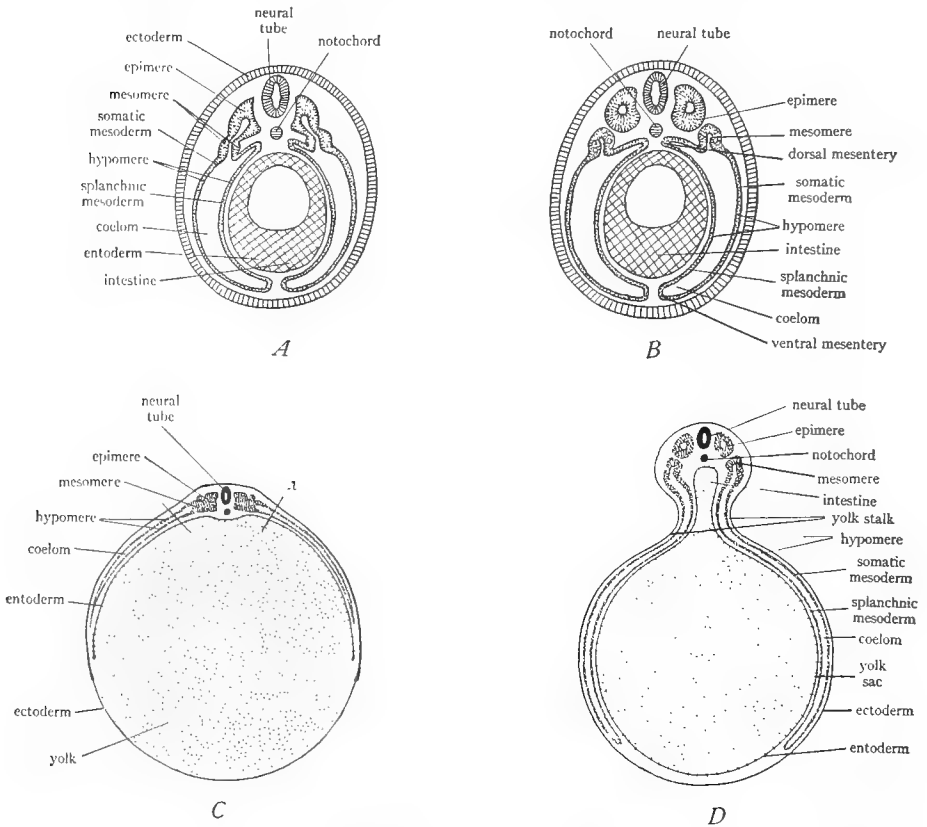 neural
tube
notochord
ectoderm
epimere
mesomere
somatic
mesoderm
hypomere
splanchnic
mesoderm
coelom
entoderm
intestine
A
notochord
neural tube
epimere
mesomere
dorsal mesentery
somatic
mesoderm
hypomere
intestine
splanchnic
mesoderm
coelom
ventral mesentery
B
neural
tube
epimere
mesomere
hypomere
coelom
entoderm
ectoderm
yolk
C
neural tube
epimere
notochord
mesomere
intestine
yolk stalk
hypomere
somatic
mesoderm
splanchnic
mesoderm
coelom
yolk
sac
ectoderm
entoderm
D